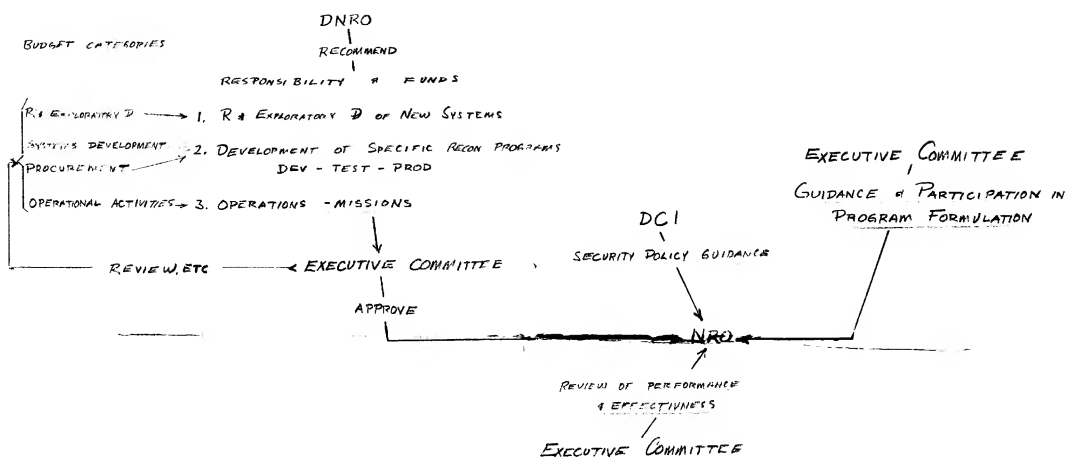 DNRO
BUDGET CATEGORIES
RECOMMEND
RESPONSIBILITY & FUNDS
R & EXPLORATRY D
1. R & EXPLORATORY D OF NEW SYSTEMS
SYSTEMS DEVELOPMENT
2. DEVELOPMENT OF SPECIFIC RECON PROGRAMS
PROCUREMENT
DEV - TEST - PROD
OPERATIONAL ACTIVITIES
3. OPERATIONS - MISSIONS
EXECUTIVE COMMITTEE
GUIDANCE & PARTICIPATION IN
PROGRAM FORMULATION
DCI
SECURITY POLICY GUIDANCE
REVIEW, ETC
EXECUTIVE COMMITTEE
APPROVE
NRO
REVIEW OF PERFORMANCE
& EFFECTIVNESS
EXECUTIVE COMMITTEE